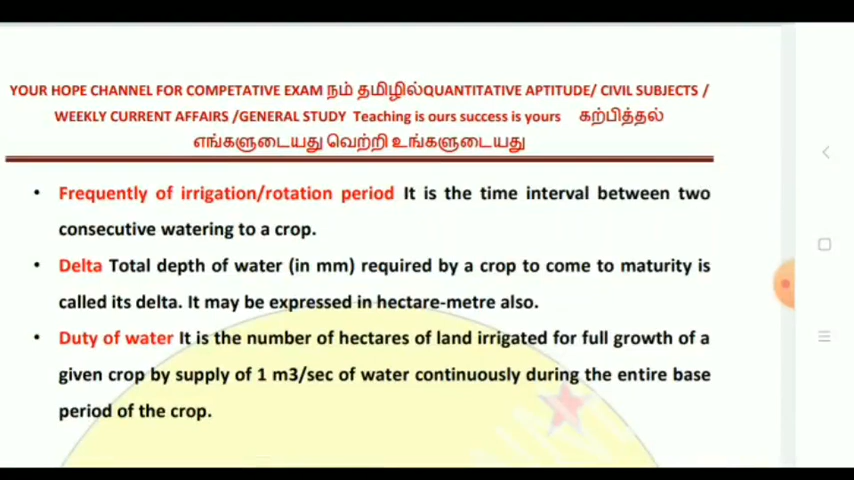 YOUR HOPE CHANNEL FOR COMPETATIVE EXAM நம் தமிழில்QUANTITATIVE APTITUDE/ CIVIL SUBJECTS /
WEEKLY CURRENT AFFAIRS /GENERAL STUDY Teaching is ours success is yours கற்பித்தல்
எங்களுடையது வெற்றி உங்களுடையது
• Frequently of irrigation/rotation period It is the time interval between two
consecutive watering to a crop.
• Delta Total depth of water (in mm) required by a crop to come to maturity is
called its delta. It may be expressed in hectare-metre also.
• Duty of water It is the number of hectares of land irrigated for full growth of a
given crop by supply of 1 m3/sec of water continuously during the entire base
period of the crop.